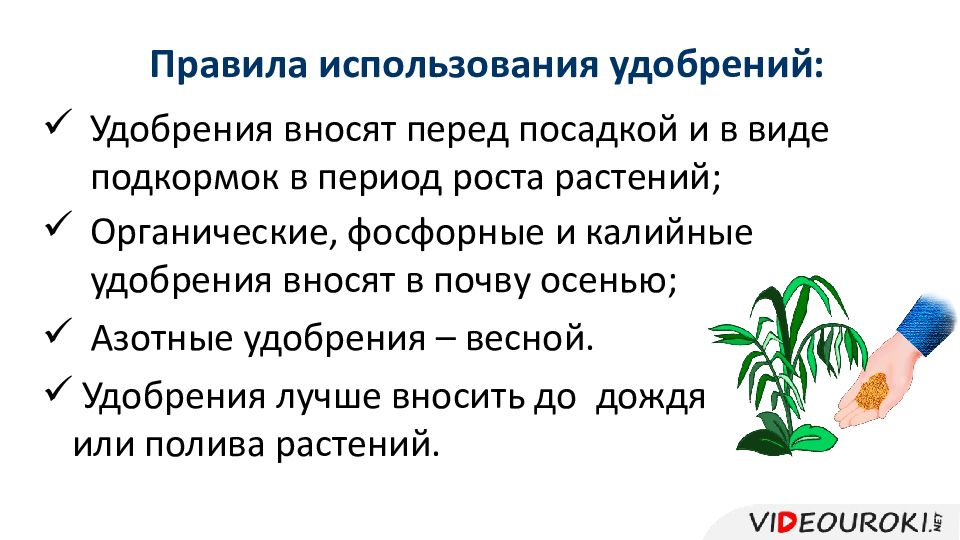 Правила использования удобрений:
✓ Удобрения вносят перед посадкой и в виде
подкормок в период роста растений;
✓ Органические, фосфорные и калийные
удобрения вносят в почву осенью;
✓ Азотные удобрения – весной.
✓ Удобрения лучше вносить до дождя
или полива растений.
VIDEOUROKI.NET